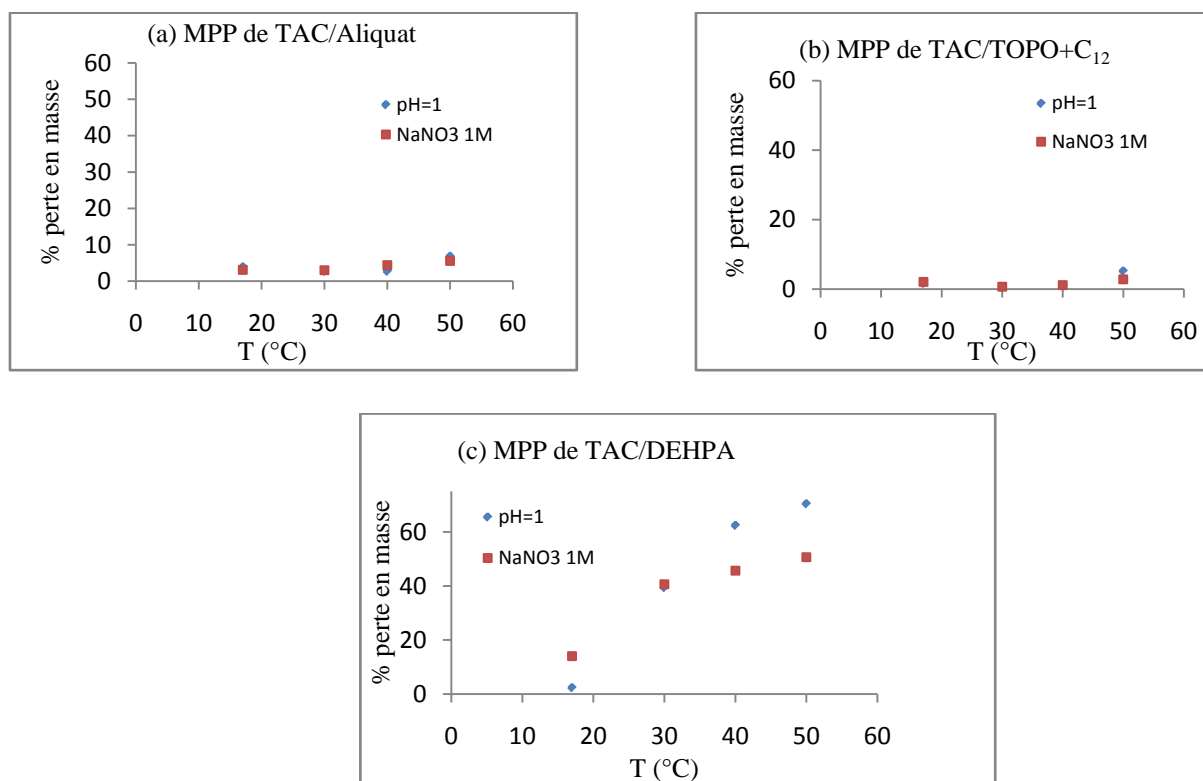 (a) MPP de TAC/Aliquat
% perte en masse
60
50
40
30
20
10
0
pH=1
NaNO3 1M
0 10 20 30 40 50 60
T (°C)
(b) MPP de TAC/TOPO+C12
% perte en masse
60
40
20
0
pH=1
NaNO3 1M
0 10 20 30 40 50 60
T (°C)
(c) MPP de TAC/DEHPA
% perte en masse
60
40
20
0
pH=1
NaNO3 1M
0 10 20 30 40 50 60
T (°C)